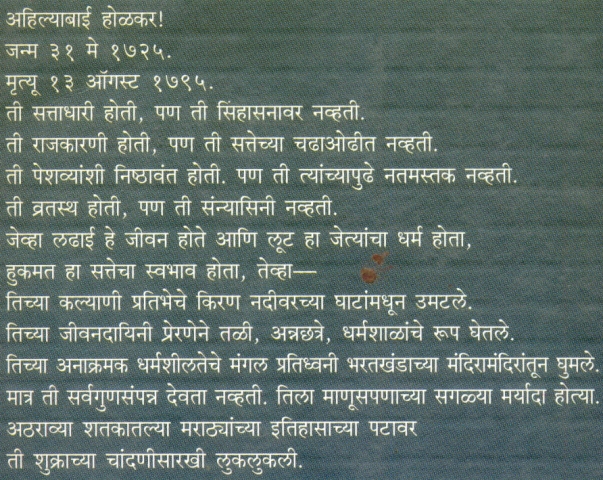 अहिल्याबाई होळकर!
जन्म ३१ मे १७२५.
मृत्यू १३ ऑगस्ट १७९५.
ती सत्ताधारी होती, पण ती सिंहासनावर नव्हती.
ती राजकारणी होती, पण ती सत्तेच्या चढाओढीत नव्हती.
ती पेशव्यांशी निष्ठावंत होती. पण ती त्यांच्यापुढे नतमस्तक नव्हती.
ती व्रतस्थ होती, पण ती संन्यासिनी नव्हती.
जेव्हा लढाई हे जीवन होते आणि लूट हा जेत्यांचा धर्म होता,
हुकमत हा सत्तेचा स्वभाव होता, तेव्हा—
तिच्या कल्याणी प्रतिभेचे किरण नदीवरच्या घाटांमधून उमटले.
तिच्या जीवनदायिनी प्रेरणेने तळी, अन्नछत्रे, धर्मशाळांचे रूप घेतले.
तिच्या अनाक्रमक धर्मशीलतेचे मंगल प्रतिध्वनी भरतखंडाच्या मंदिरामंदिरांतून घुमले.
मात्र ती सर्वगुणसंपन्न देवता नव्हती. तिला माणूसपणाच्या सगळ्या मर्यादा होत्या.
अठराव्या शतकातल्या मराठ्यांच्या इतिहासाच्या पटावर
ती शुक्राच्या चांदणीसारखी लुकलुकली.